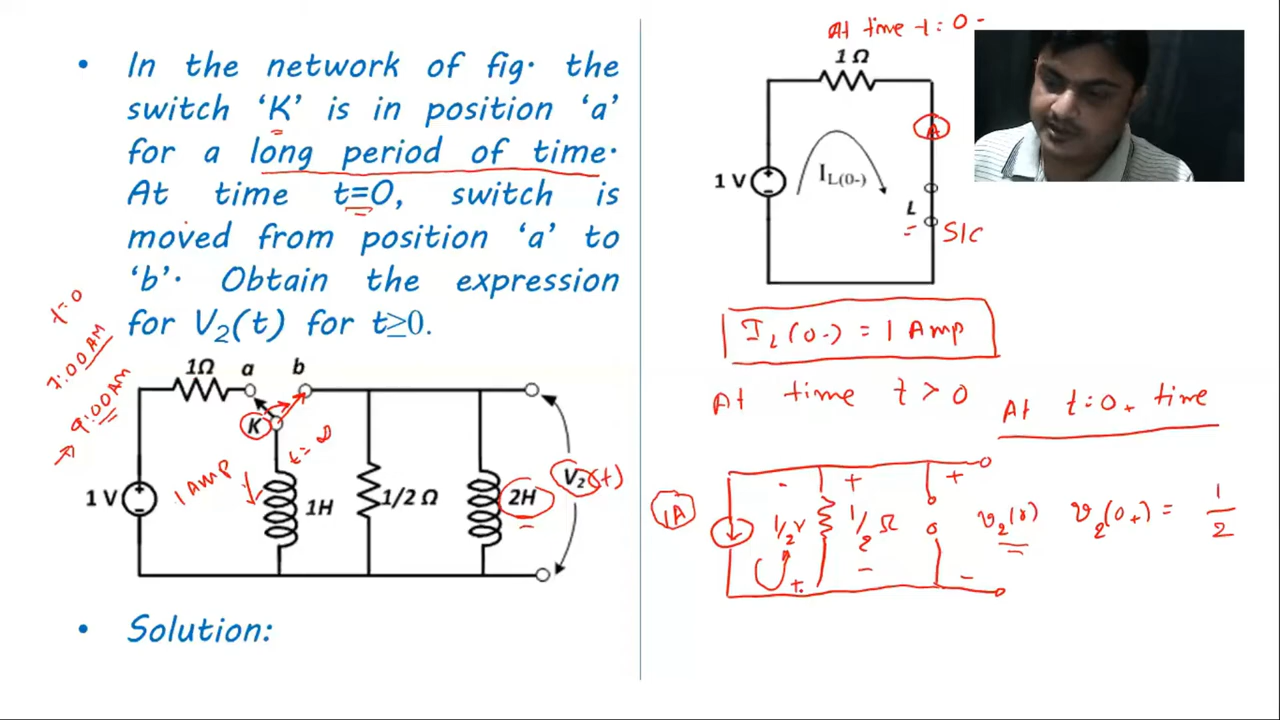 • In the network of fig. the
switch 'K' is in position 'a'
for a long period of time.
At time t=0, switch is
moved from position 'a' to
'b'. Obtain the expression
for V2(t) for t≥0.
t=0
7:00 AM
→ 9:00 AM
1Ω a b
K
t=∞
1 AMP
1 V
1H
1/2 Ω
2H
V2(t)
• Solution:
At time t=0-
1 Ω
A
1 V
IL(0-)
L
S/C
IL(0-) = 1 Amp
At time t > 0
At t=0+ time
1A
- +
1/2 V
1/2 Ω
+ -
+
v2(t)
-
v2(0+) = 1/2